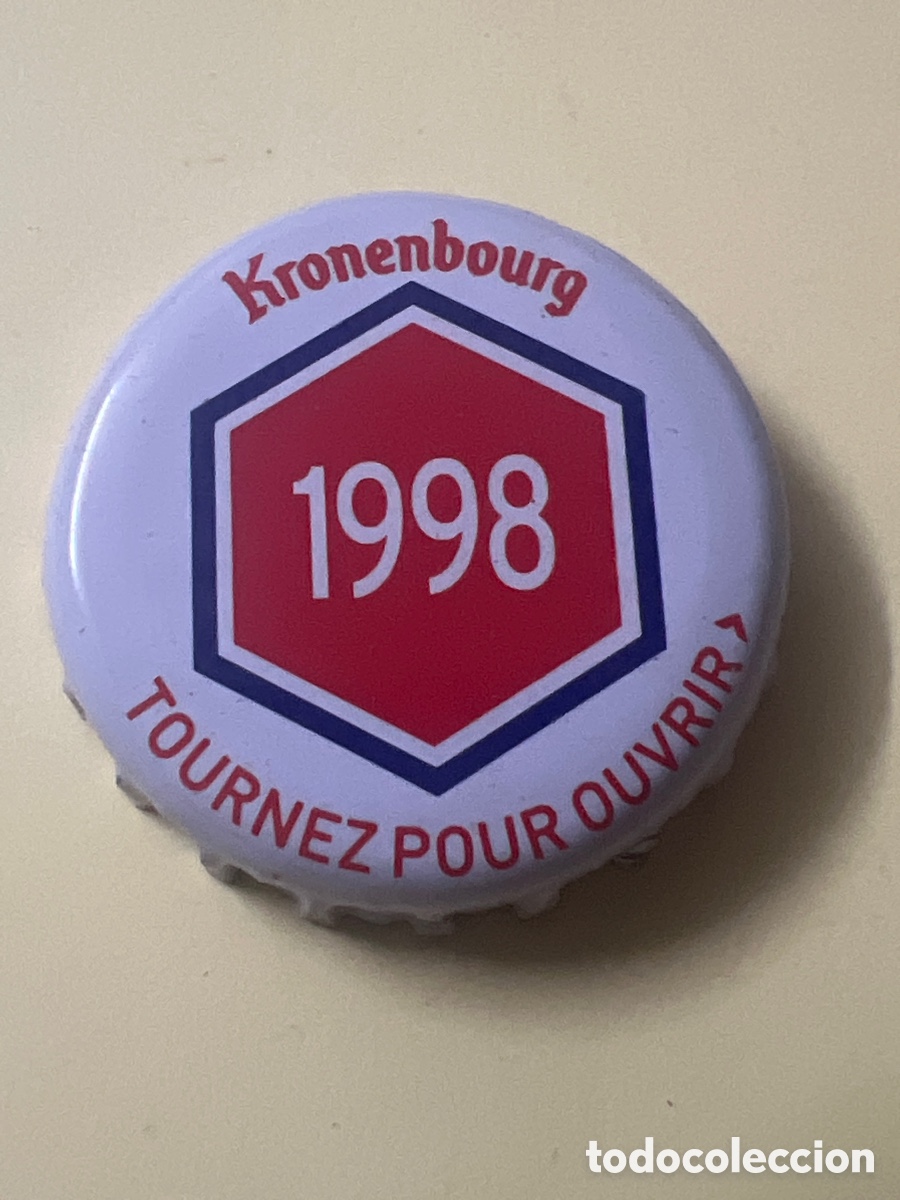 Kronenbourg
1998
TOURNEZ POUR OUVRIR >
todocoleccion